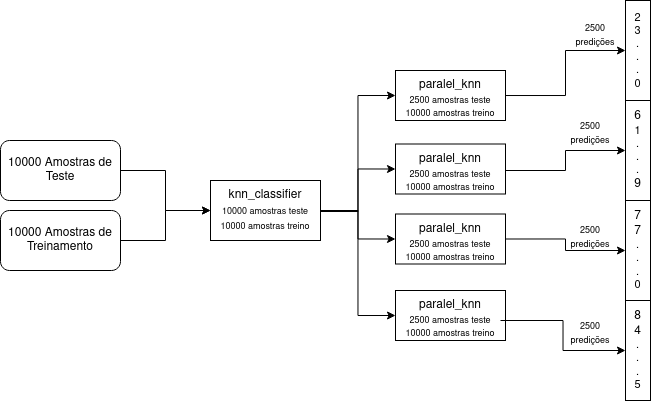 10000 Amostras de
Teste
10000 Amostras de
Treinamento
knn_classifier
10000 amostras teste
10000 amostras treino
paralel_knn
2500 amostras teste
10000 amostras treino
paralel_knn
2500 amostras teste
10000 amostras treino
paralel_knn
2500 amostras teste
10000 amostras treino
paralel_knn
2500 amostras teste
10000 amostras treino
2500
predições
2500
predições
2500
predições
2500
predições
2
3
.
.
.
0
6
1
.
.
.
9
7
7
.
.
.
0
8
4
.
.
.
5